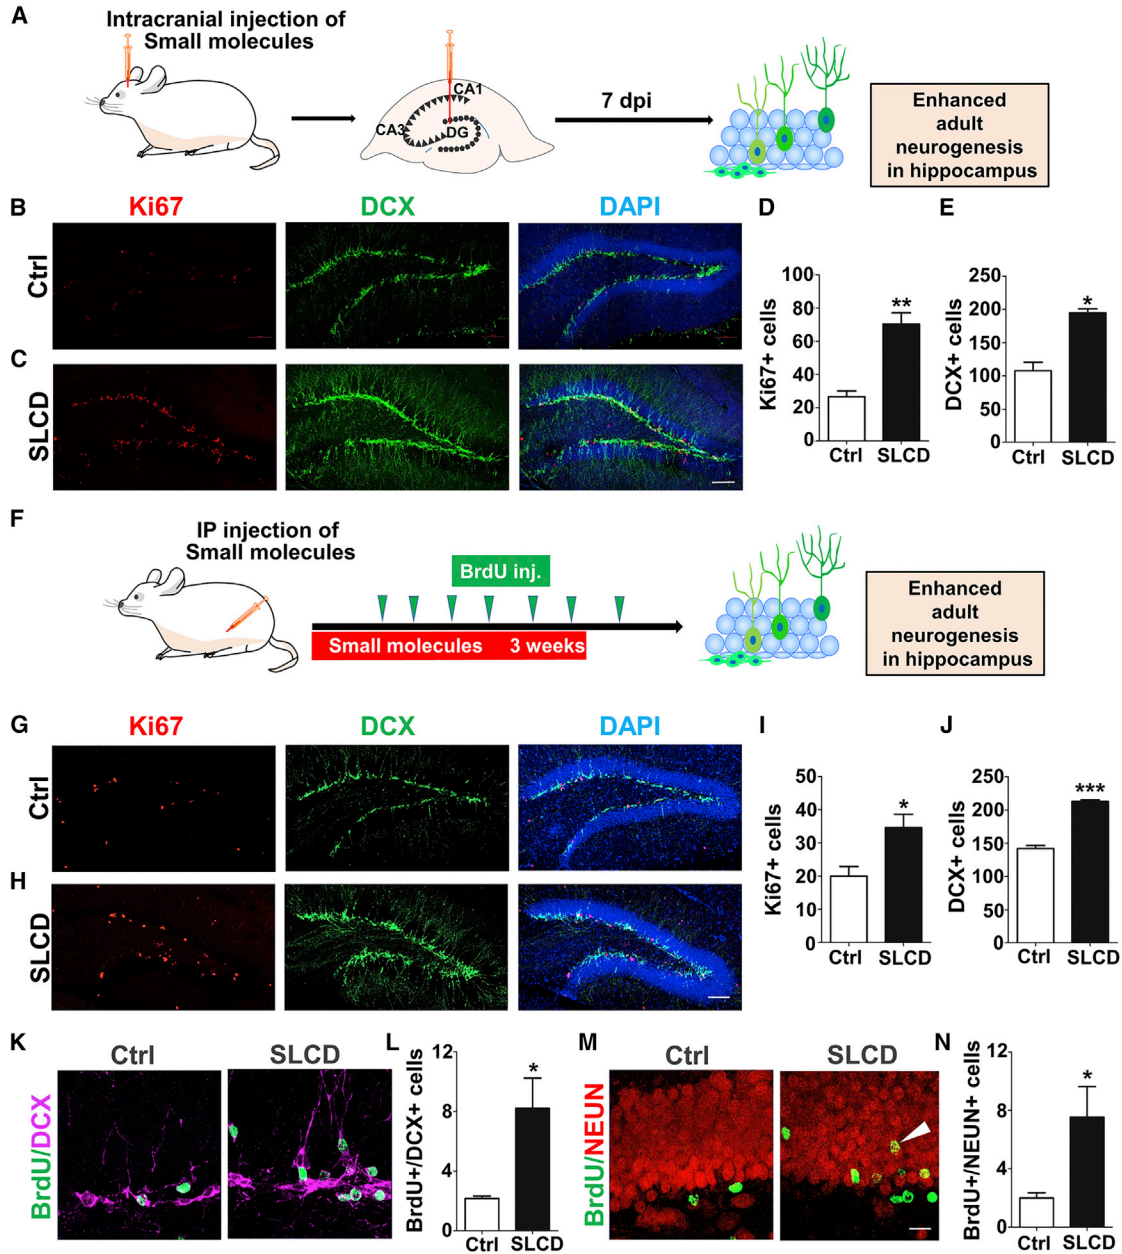 A
Intracranial injection of
Small molecules
CA1
CA3
DG
7 dpi
Enhanced
adult
neurogenesis
in hippocampus
B
Ki67
DCX
DAPI
Ctrl
C
SLCD
D
Ki67+ cells
100
80
60
40
20
0
**
Ctrl
SLCD
E
DCX+ cells
250
200
150
100
50
0
*
Ctrl
SLCD
F
IP injection of
Small molecules
BrdU inj.
Small molecules 3 weeks
Enhanced
adult
neurogenesis
in hippocampus
G
Ki67
DCX
DAPI
Ctrl
H
SLCD
I
Ki67+ cells
50
40
30
20
10
0
*
Ctrl
SLCD
J
DCX+ cells
250
200
150
100
50
0
***
Ctrl
SLCD
K
Ctrl
SLCD
BrdU/DCX
L
BrdU+/DCX+ cells
12
8
4
0
*
Ctrl
SLCD
M
Ctrl
SLCD
BrdU/NEUN
N
BrdU+/NEUN+ cells
12
8
4
0
*
Ctrl
SLCD